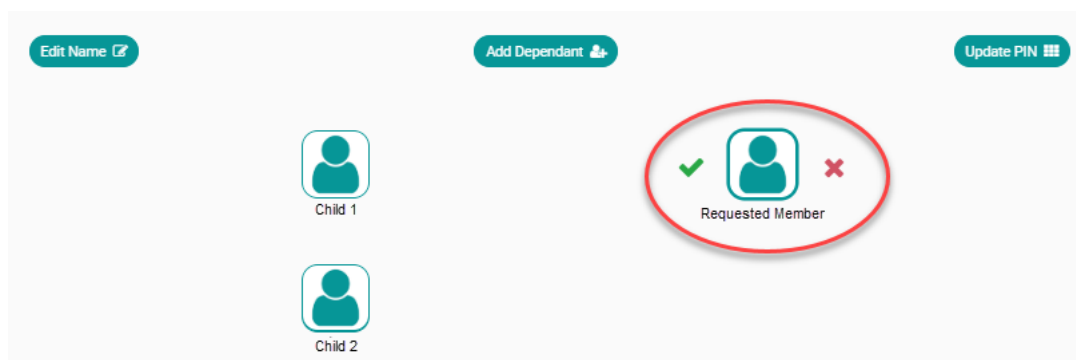 Edit Name
Add Dependant
Update PIN
Child 1
Requested Member
Child 2